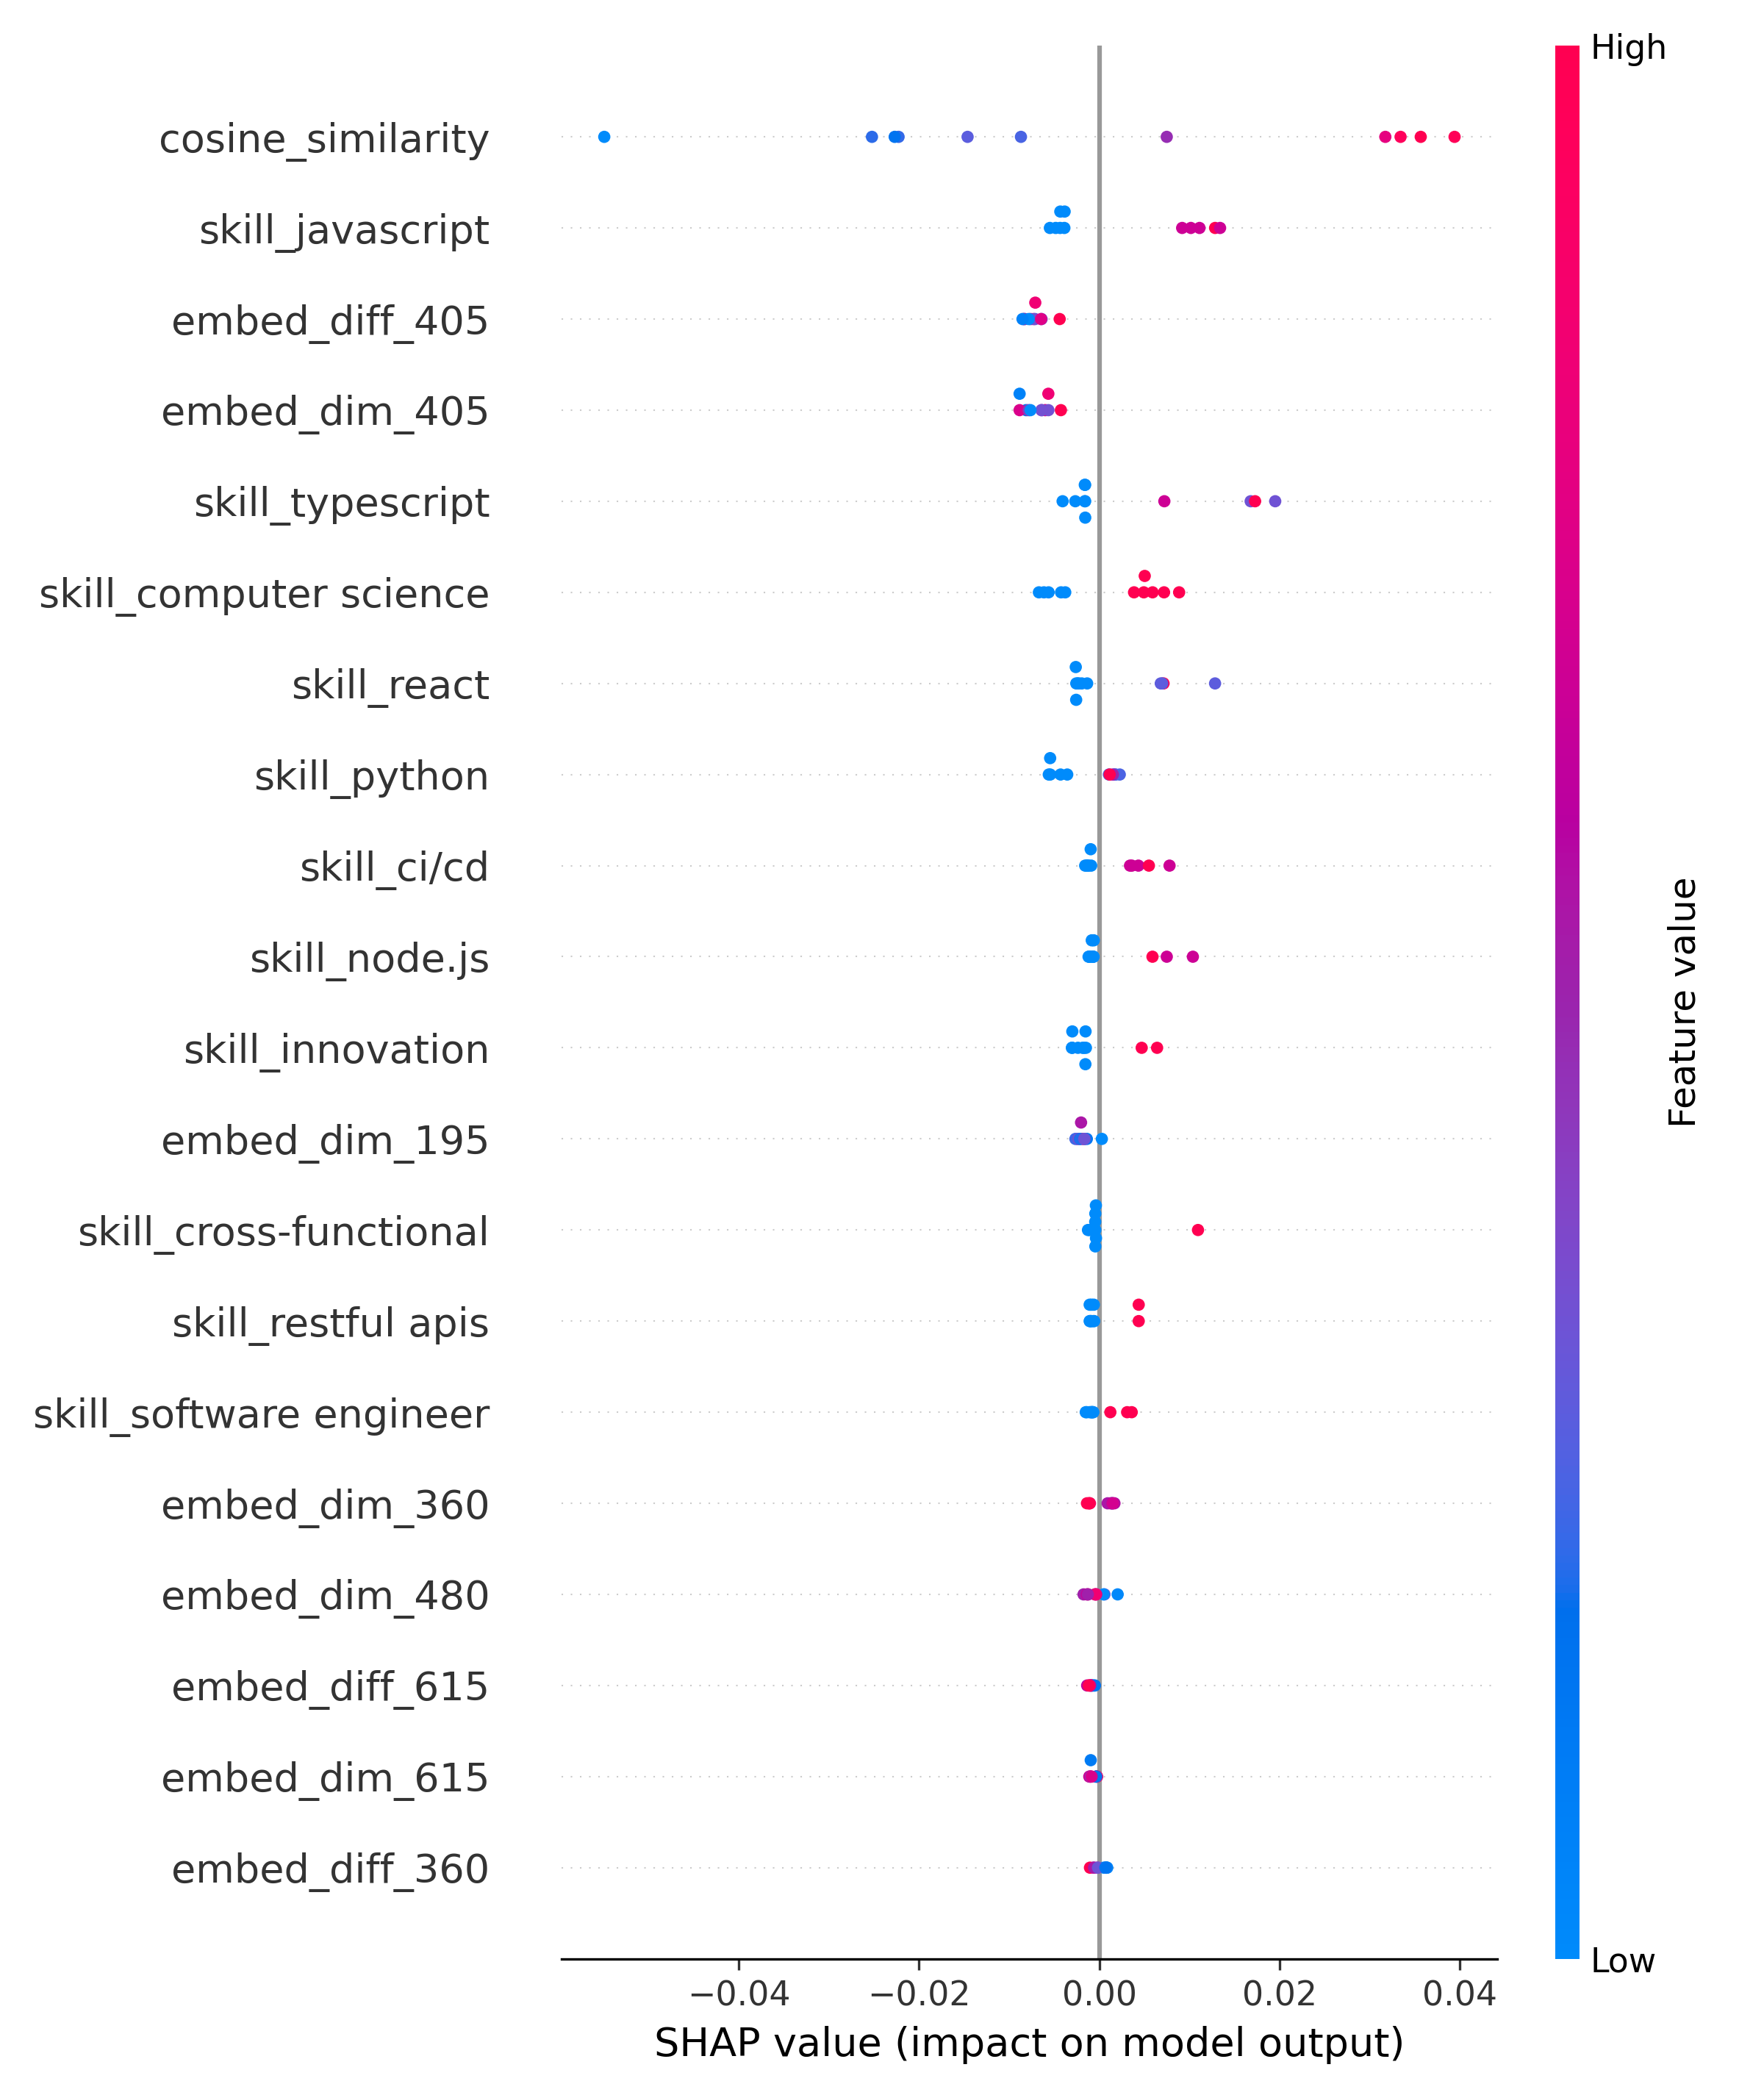 High
cosine_similarity
skill_javascript
embed_diff_405
embed_dim_405
skill_typescript
skill_computer science
skill_react
skill_python
skill_ci/cd
skill_node.js
skill_innovation
embed_dim_195
skill_cross-functional
skill_restful apis
skill_software engineer
embed_dim_360
embed_dim_480
embed_diff_615
embed_dim_615
embed_diff_360
Feature value
Low
−0.04 −0.02 0.00 0.02 0.04
SHAP value (impact on model output)